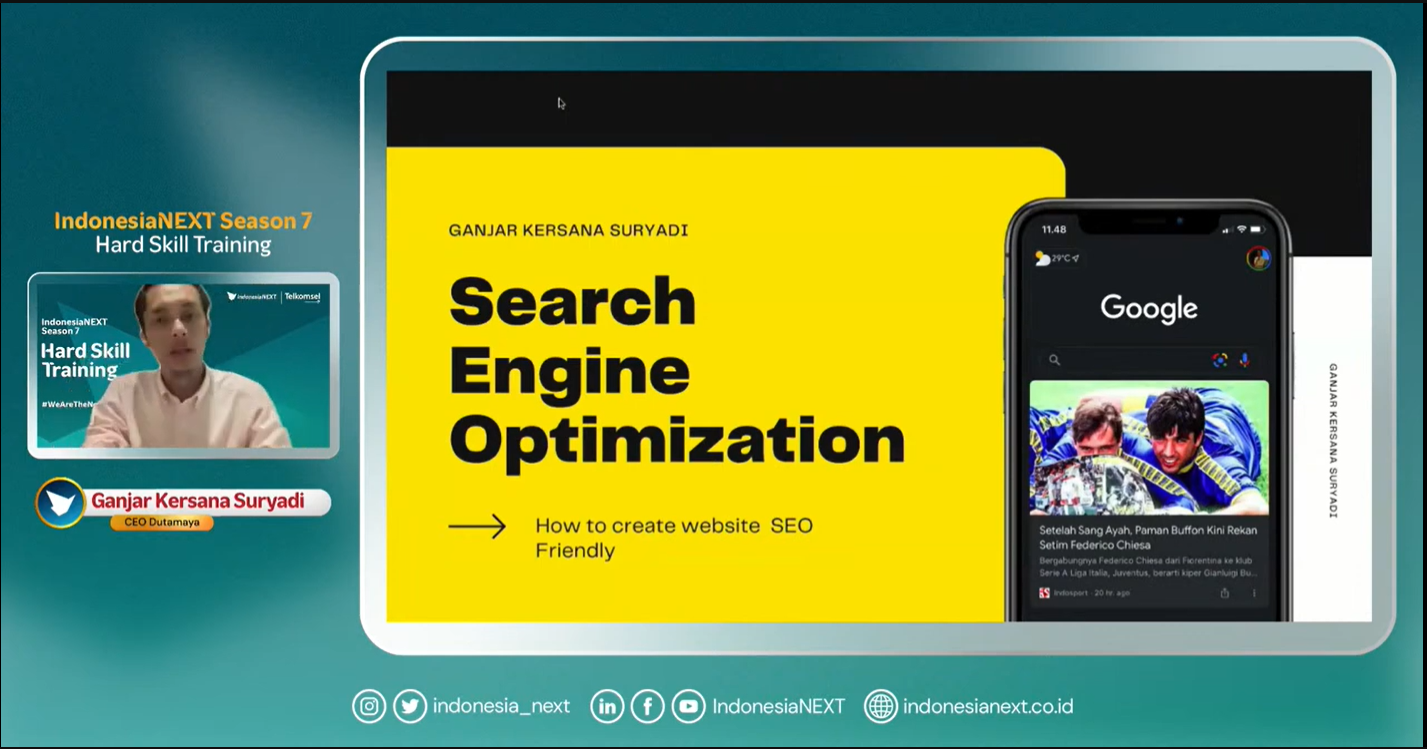 IndonesiaNEXT Season 7
Hard Skill Training
IndonesiaNEXT
Telkomsel
IndonesiaNEXT
Season 7
Hard Skill
Training
#WeAreTheN
Ganjar Kersana Suryadi
CEO Dutamaya
GANJAR KERSANA SURYADI
Search
Engine
Optimization
How to create website SEO
Friendly
11.48
29°C
Google
Setelah Sang Ayah, Paman Buffon Kini Rekan
Setim Federico Chiesa
Bergabungnya Federico Chiesa dari Fiorentina ke klub
Serie A Liga Italia, Juventus, berarti kiper Gianluigi Bu...
Indosport · 20 hr. ago
GANJAR KERSANA SURYADI
indonesia_next
IndonesiaNEXT
indonesianext.co.id